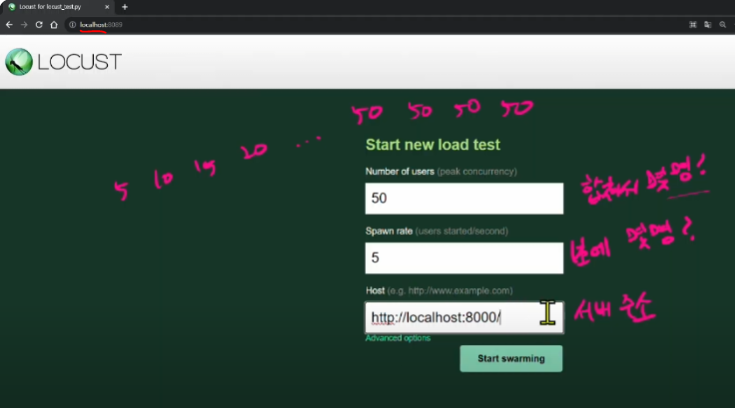 Locust for locust_test.py
localhost:8089
LOCUST
50 50 50 50
5 10 15 20 ...
Start new load test
Number of users (peak concurrency)
50
합쳐서 몇명?
Spawn rate (users started/second)
5
번에 몇명?
Host (e.g. http://www.example.com)
http://localhost:8000/
서버 주소
Advanced options
Start swarming